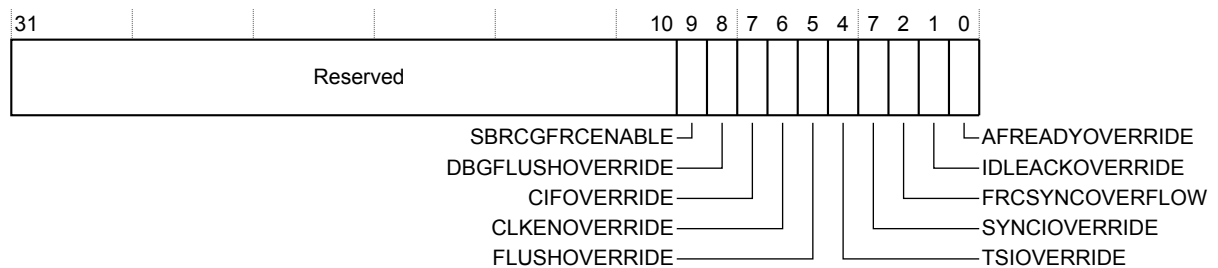 31 10 9 8 7 6 5 4 7 2 1 0
Reserved
SBRCGFRCENABLE AFREADYOVERRIDE
DBGFLUSHOVERRIDE IDLEACKOVERRIDE
CIFOVERRIDE FRCSYNCOVERFLOW
CLKENOVERRIDE SYNCIOVERRIDE
FLUSHOVERRIDE TSIOVERRIDE